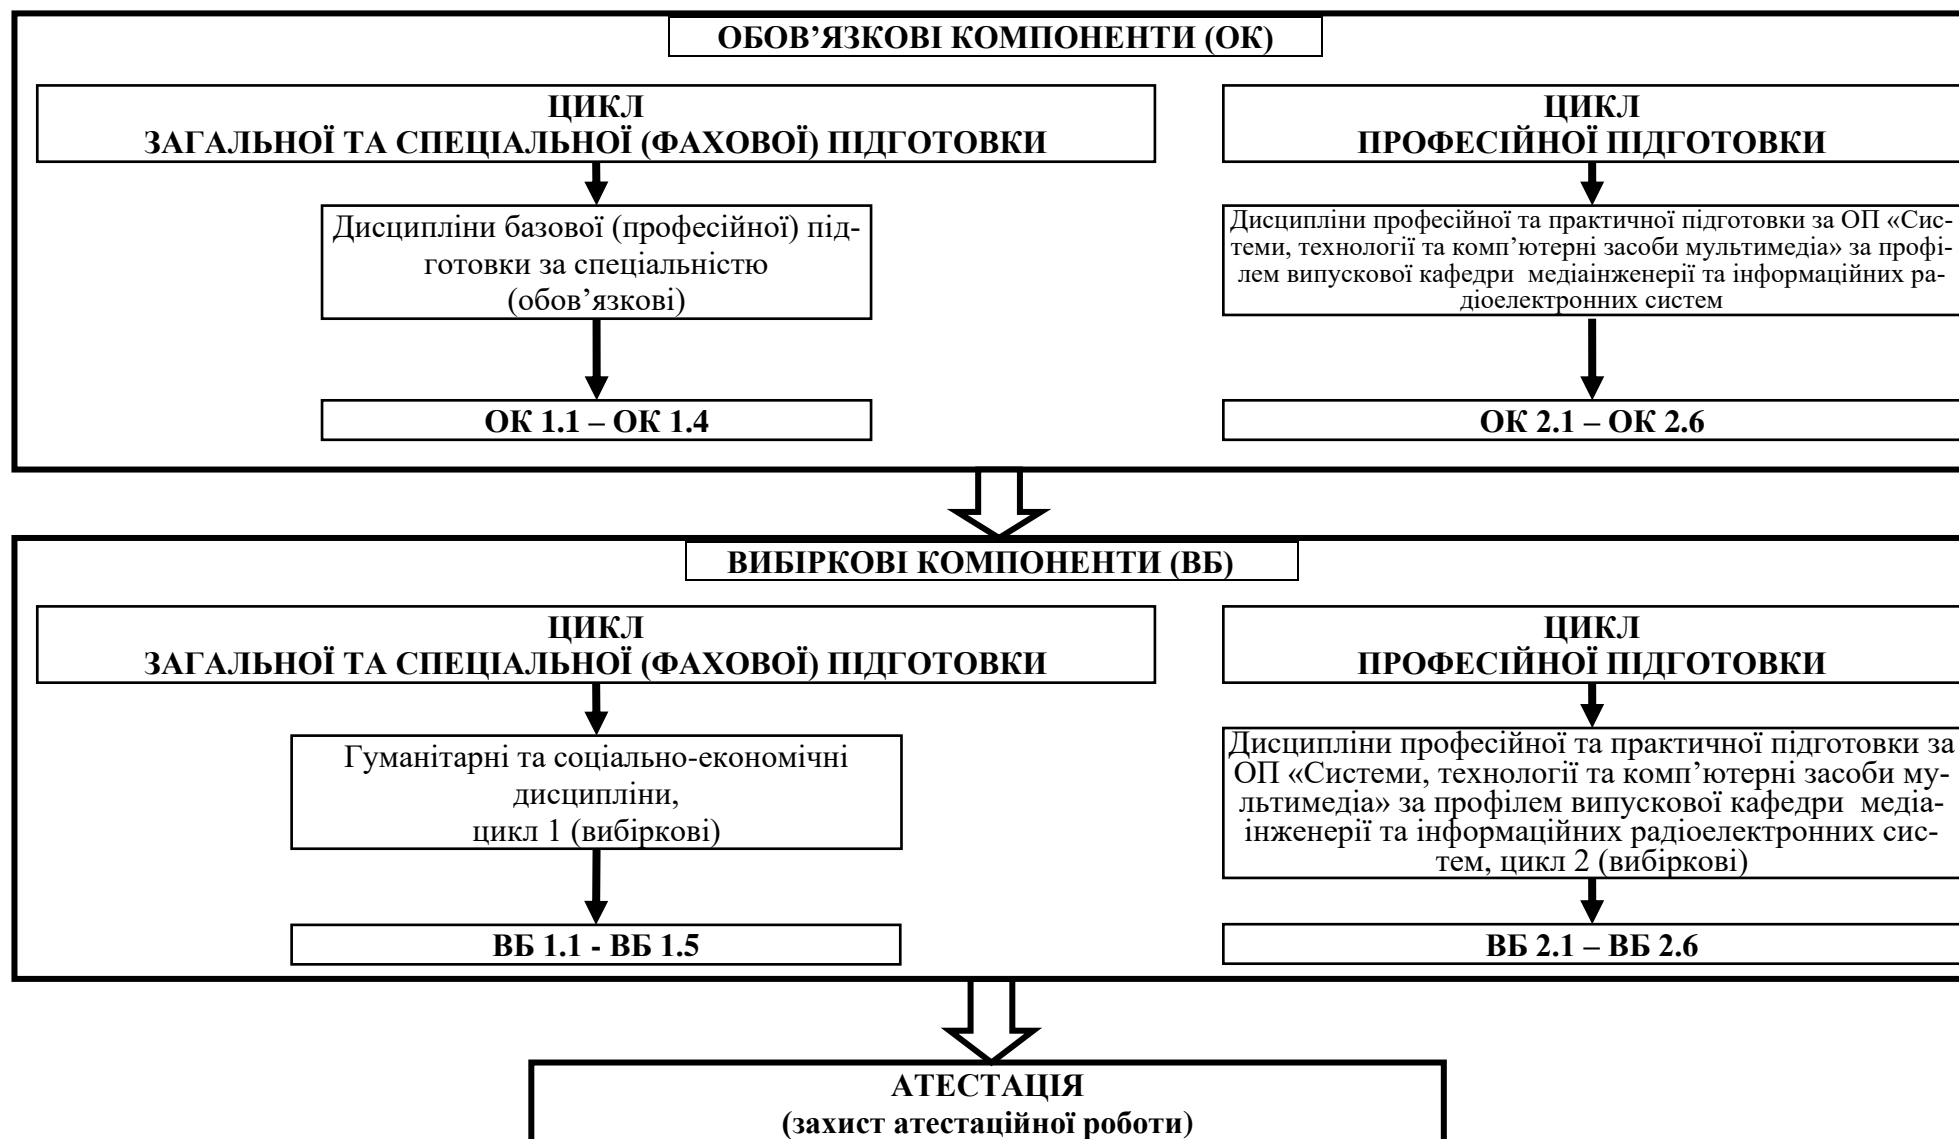 ОБОВ’ЯЗКОВІ КОМПОНЕНТИ (ОК)
ЦИКЛ
ЗАГАЛЬНОЇ ТА СПЕЦІАЛЬНОЇ (ФАХОВОЇ) ПІДГОТОВКИ
Дисципліни базової (професійної) під-
готовки за спеціальністю
(обов’язкові)
ОК 1.1 – ОК 1.4
ЦИКЛ
ПРОФЕСІЙНОЇ ПІДГОТОВКИ
Дисципліни професійної та практичної підготовки за ОП «Сис-
теми, технології та комп’ютерні засоби мультимедіа» за профі-
лем випускової кафедри медіаінженерії та інформаційних ра-
діоелектронних систем
ОК 2.1 – ОК 2.6
ВИБІРКОВІ КОМПОНЕНТИ (ВБ)
ЦИКЛ
ЗАГАЛЬНОЇ ТА СПЕЦІАЛЬНОЇ (ФАХОВОЇ) ПІДГОТОВКИ
Гуманітарні та соціально-економічні
дисципліни,
цикл 1 (вибіркові)
ВБ 1.1 - ВБ 1.5
ЦИКЛ
ПРОФЕСІЙНОЇ ПІДГОТОВКИ
Дисципліни професійної та практичної підготовки за
ОП «Системи, технології та комп’ютерні засоби му-
льтимедіа» за профілем випускової кафедри медіа-
інженерії та інформаційних радіоелектронних сис-
тем, цикл 2 (вибіркові)
ВБ 2.1 – ВБ 2.6
АТЕСТАЦІЯ
(захист атестаційної роботи)